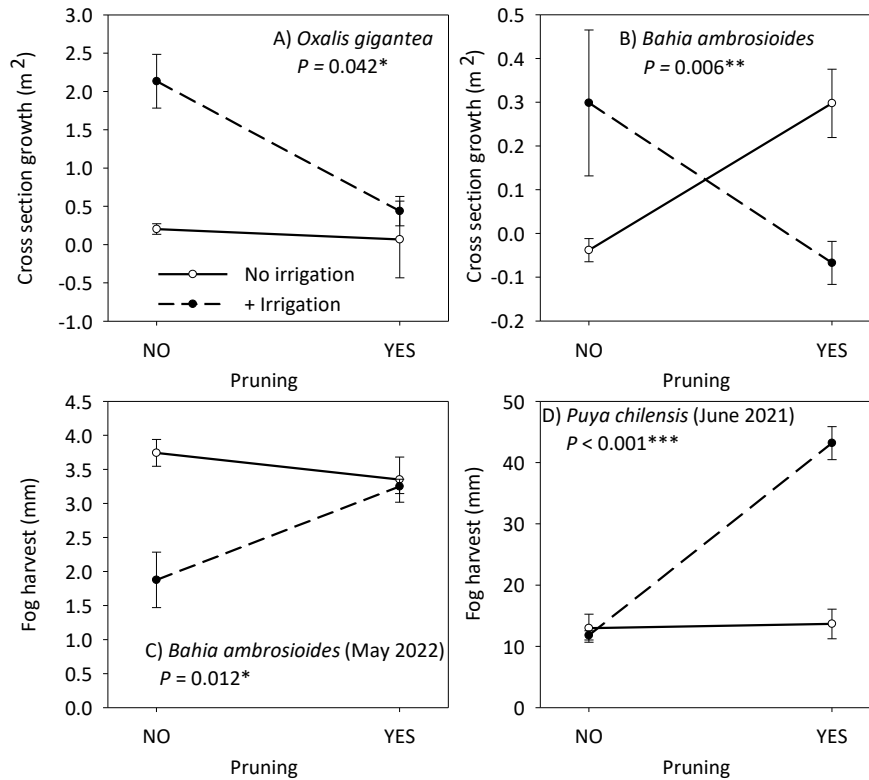 A) Oxalis gigantea
P = 0.042*
Cross section growth (m 2)
2.5
2.0
1.5
1.0
0.5
0.0
-0.5
-1.0
No irrigation
+ Irrigation
NO
YES
Pruning
3.0
B) Bahia ambrosioides
P = 0.006**
Cross section growth (m 2)
0.5
0.4
0.3
0.2
0.1
0.0
-0.1
-0.2
NO
YES
Pruning
Fog harvest (mm)
4.5
4.0
3.5
3.0
2.5
2.0
1.5
1.0
0.5
0.0
C) Bahia ambrosioides (May 2022)
P = 0.012*
NO
YES
Pruning
D) Puya chilensis (June 2021)
P < 0.001***
Fog harvest (mm)
50
40
30
20
10
0
NO
YES
Pruning